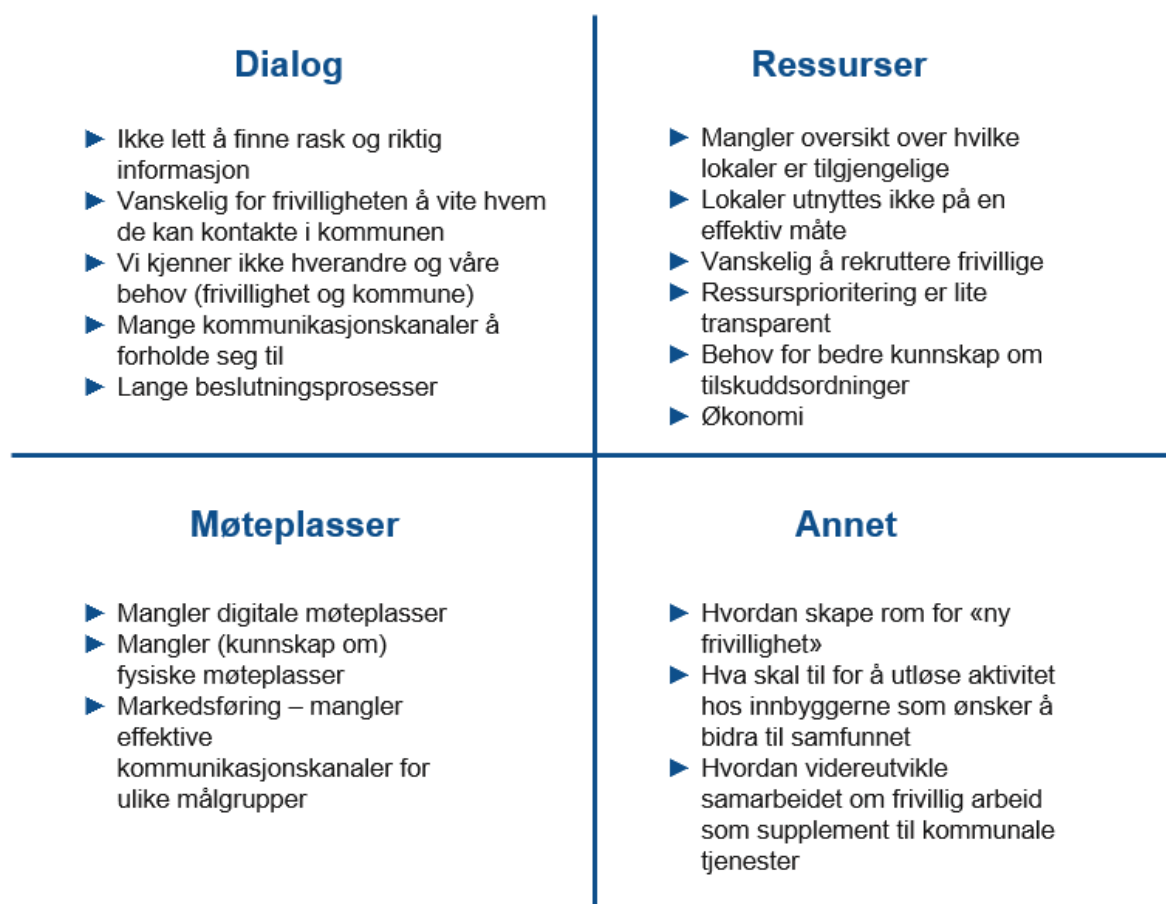 Dialog
► Ikke lett å finne rask og riktig
informasjon
► Vanskelig for frivilligheten å vite hvem
de kan kontakte i kommunen
► Vi kjenner ikke hverandre og våre
behov (frivillighet og kommune)
► Mange kommunikasjonskanaler å
forholde seg til
► Lange beslutningsprosesser
Ressurser
► Mangler oversikt over hvilke
lokaler er tilgjengelige
► Lokaler utnyttes ikke på en
effektiv måte
► Vanskelig å rekruttere frivillige
► Ressursprioritering er lite
transparent
► Behov for bedre kunnskap om
tilskuddsordninger
► Økonomi
Møteplasser
► Mangler digitale møteplasser
► Mangler (kunnskap om)
fysiske møteplasser
► Markedsføring – mangler
effektive
kommunikasjonskanaler for
ulike målgrupper
Annet
► Hvordan skape rom for «ny
frivillighet»
► Hva skal til for å utløse aktivitet
hos innbyggerne som ønsker å
bidra til samfunnet
► Hvordan videreutvikle
samarbeidet om frivillig arbeid
som supplement til kommunale
tjenester